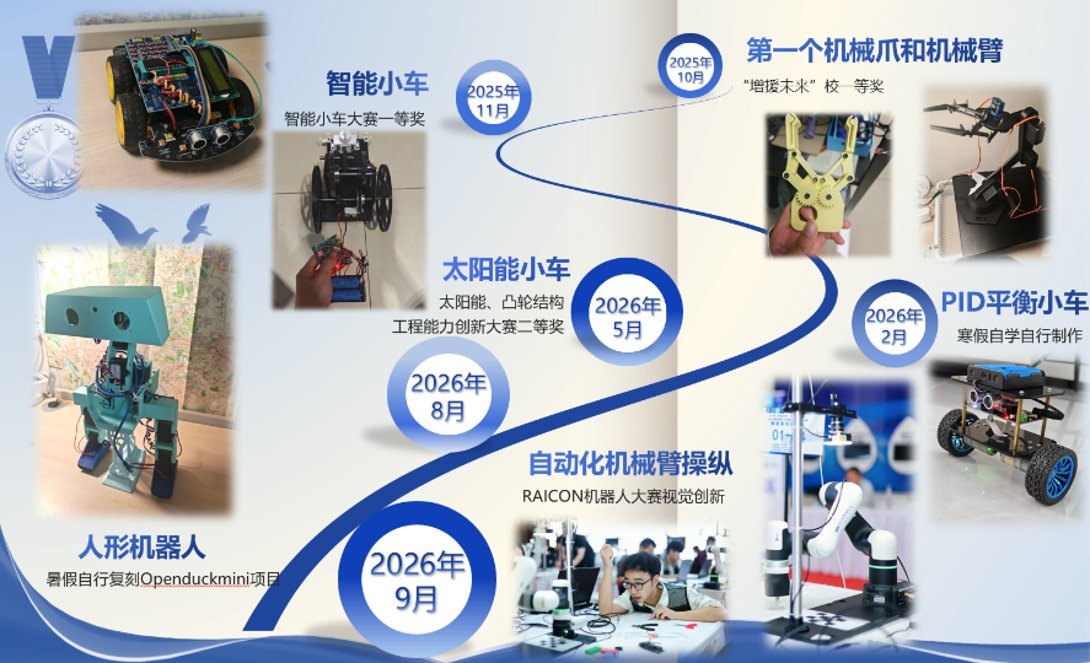 2025年
10月
第一个机械爪和机械臂
“增援未来”校一等奖
智能小车
智能小车大赛一等奖
2025年
11月
2026年
2月
PID平衡小车
寒假自学自行制作
太阳能小车
太阳能、凸轮结构
工程能力创新大赛二等奖
2026年
5月
2026年
8月
自动化机械臂操纵
RAICON机器人大赛视觉创新
人形机器人
暑假自行复刻Openduckmini项目
2026年
9月